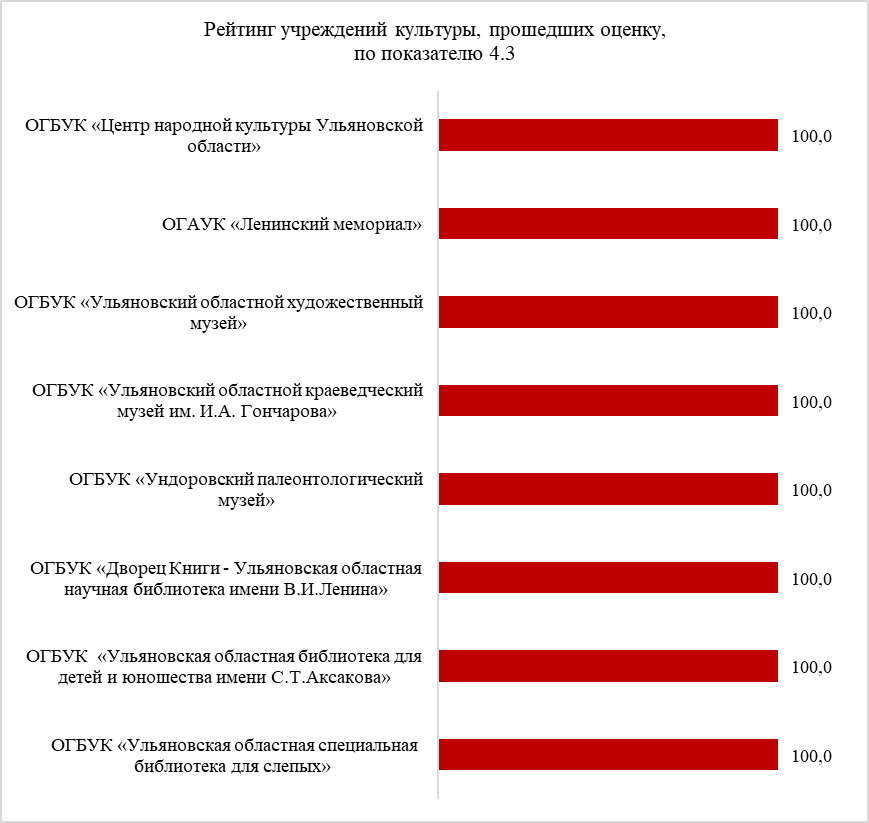 Рейтинг учреждений культуры, прошедших оценку,
по показателю 4.3
ОГБУК «Центр народной культуры Ульяновской
области»
100,0
ОГАУК «Ленинский мемориал»
100,0
ОГБУК «Ульяновский областной художественный
музей»
100,0
ОГБУК «Ульяновский областной краеведческий
музей им. И.А. Гончарова»
100,0
ОГБУК «Ундоровский палеонтологический
музей»
100,0
ОГБУК «Дворец Книги - Ульяновская областная
научная библиотека имени В.И.Ленина»
100,0
ОГБУК «Ульяновская областная библиотека для
детей и юношества имени С.Т.Аксакова»
100,0
ОГБУК «Ульяновская областная специальная
библиотека для слепых»
100,0